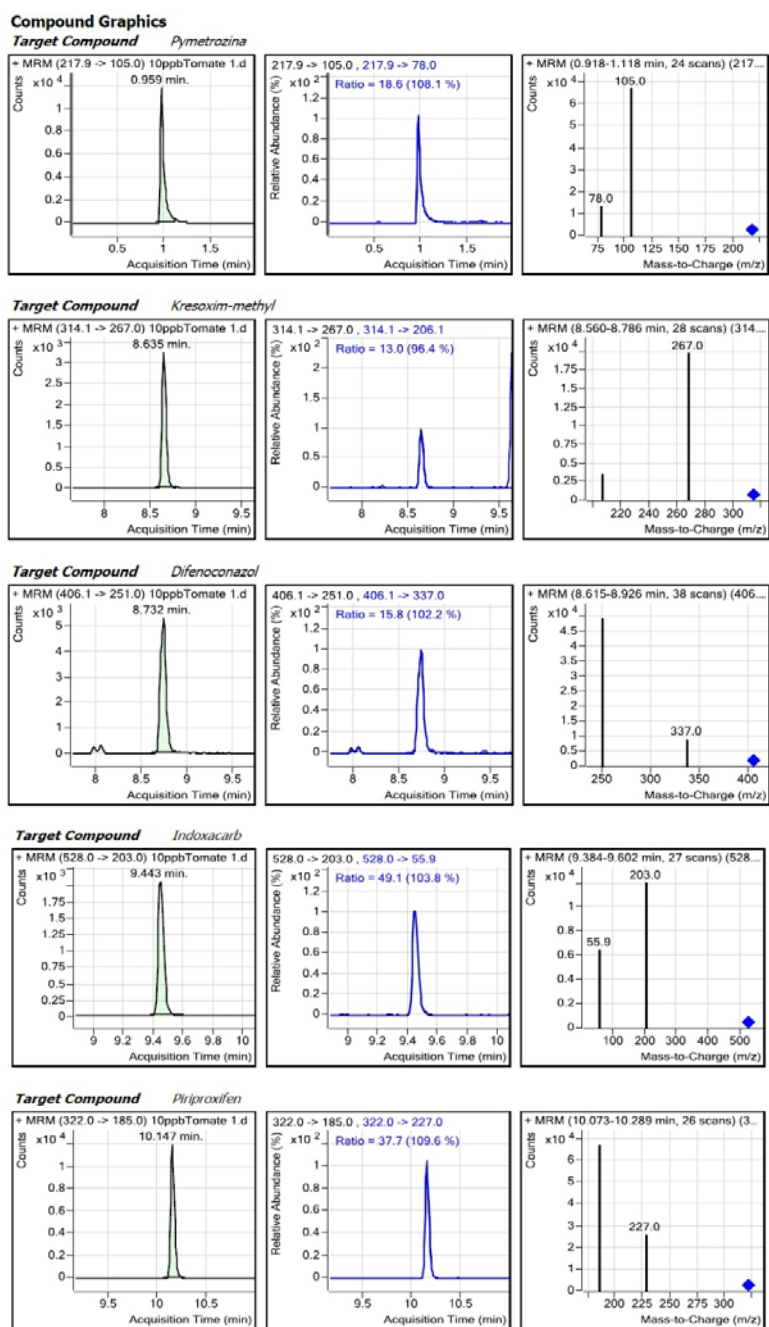 Compound Graphics
Target Compound Pymetrozina
+ MRM (217.9 -> 105.0) 10ppbTomate 1.d
Counts
x10 4
0.959 min.
1
0.8
0.6
0.4
0.2
0
0.5 1 1.5
Acquisition Time (min)
217.9 -> 105.0 , 217.9 -> 78.0
Relative Abundance (%)
x10 2
Ratio = 18.6 (108.1 %)
1.2
1
0.8
0.6
0.4
0.2
0
0.5 1 1.5
Acquisition Time (min)
+ MRM (0.918-1.118 min, 24 scans) (217....
Counts
x10 4
105.0
6
5
4
3
2
78.0
1
0
75 100 125 150 175 200
Mass-to-Charge (m/z)
Target Compound Kresoxim-methyl
+ MRM (314.1 -> 267.0) 10ppbTomate 1.d
Counts
x10 3
8.635 min.
3
2.5
2
1.5
1
0.5
0
8 8.5 9 9.5
Acquisition Time (min)
314.1 -> 267.0 , 314.1 -> 206.1
Relative Abundance (%)
x10 2
Ratio = 13.0 (96.4 %)
2
1.5
1
0.5
0
8 8.5 9 9.5
Acquisition Time (min)
+ MRM (8.560-8.786 min, 28 scans) (314....
Counts
x10 4
267.0
2
1.75
1.5
1.25
1
0.75
0.5
0.25
0
220 240 260 280 300
Mass-to-Charge (m/z)
Target Compound Difenoconazol
+ MRM (406.1 -> 251.0) 10ppbTomate 1.d
Counts
x10 3
8.732 min.
5
4
3
2
1
0
8 8.5 9 9.5
Acquisition Time (min)
406.1 -> 251.0 , 406.1 -> 337.0
Relative Abundance (%)
x10 2
Ratio = 15.8 (102.2 %)
1
0.8
0.6
0.4
0.2
0
8 8.5 9 9.5
Acquisition Time (min)
+ MRM (8.615-8.926 min, 38 scans) (406....
Counts
x10 4
4.5
4
3.5
3
2.5
2
1.5
337.0
1
0.5
0
250 300 350 400
Mass-to-Charge (m/z)
Target Compound Indoxacarb
+ MRM (528.0 -> 203.0) 10ppbTomate 1.d
Counts
x10 3
9.443 min.
2
1.75
1.5
1.25
1
0.75
0.5
0.25
0
9 9.2 9.4 9.6 9.8 10
Acquisition Time (min)
528.0 -> 203.0 , 528.0 -> 55.9
Relative Abundance (%)
x10 2
Ratio = 49.1 (103.8 %)
1
0.8
0.6
0.4
0.2
0
9 9.2 9.4 9.6 9.8 10
Acquisition Time (min)
+ MRM (9.384-9.602 min, 27 scans) (528....
Counts
x10 4
203.0
1
0.8
55.9
0.6
0.4
0.2
0
100 200 300 400 500
Mass-to-Charge (m/z)
Target Compound Piriproxifen
+ MRM (322.0 -> 185.0) 10ppbTomate 1.d
Counts
x10 4
10.147 min.
1
0.8
0.6
0.4
0.2
0
9.5 10 10.5
Acquisition Time (min)
322.0 -> 185.0 , 322.0 -> 227.0
Relative Abundance (%)
x10 2
Ratio = 37.7 (109.6 %)
1
0.8
0.6
0.4
0.2
0
9.5 10 10.5
Acquisition Time (min)
+ MRM (10.073-10.289 min, 26 scans) (3...
Counts
x10 4
6
5
4
3
227.0
2
1
0
200 225 250 275 300
Mass-to-Charge (m/z)